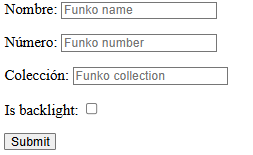 Nombre: Funko name
Número: Funko number
Colección: Funko collection
Is backlight:
Submit